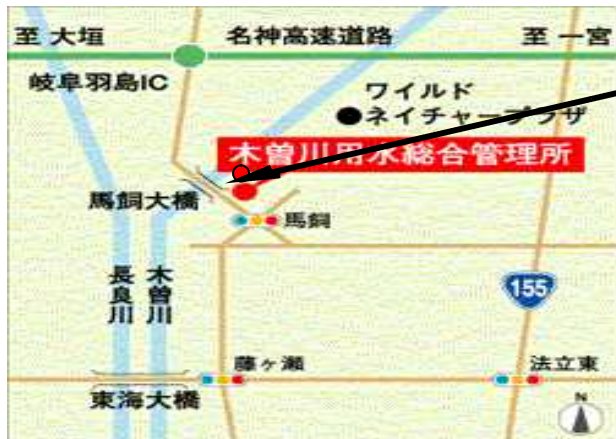 至 大垣
名神高速道路
至 一宮
岐阜羽島IC
ワイルド
ネイチャープラザ
木曽川用水総合管理所
馬飼大橋
馬飼
長良川
木曽川
155
藤ヶ瀬
法立東
東海大橋
N